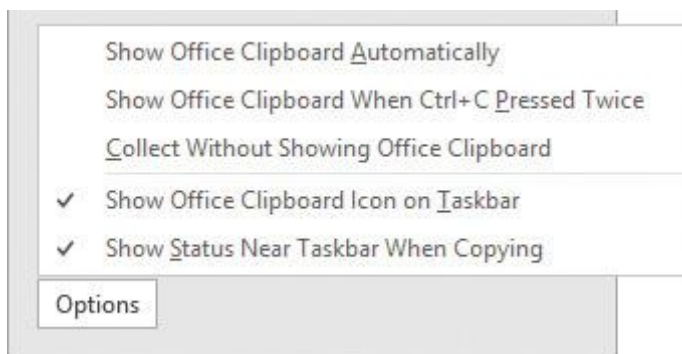 Show Office Clipboard Automatically
Show Office Clipboard When Ctrl+C Pressed Twice
Collect Without Showing Office Clipboard
Show Office Clipboard Icon on Taskbar
Show Status Near Taskbar When Copying
Options